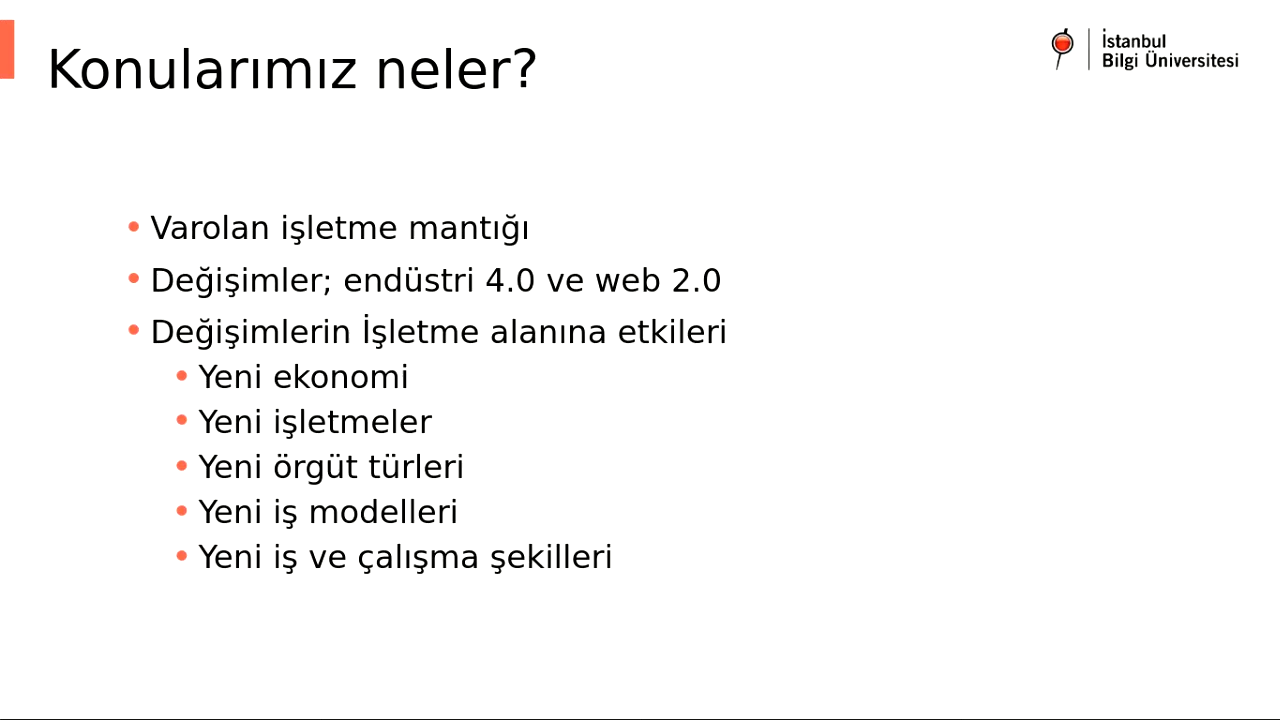 Konularımız neler?
İstanbul
Bilgi Üniversitesi
• Varolan işletme mantığı
• Değişimler; endüstri 4.0 ve web 2.0
• Değişimlerin İşletme alanına etkileri
• Yeni ekonomi
• Yeni işletmeler
• Yeni örgüt türleri
• Yeni iş modelleri
• Yeni iş ve çalışma şekilleri